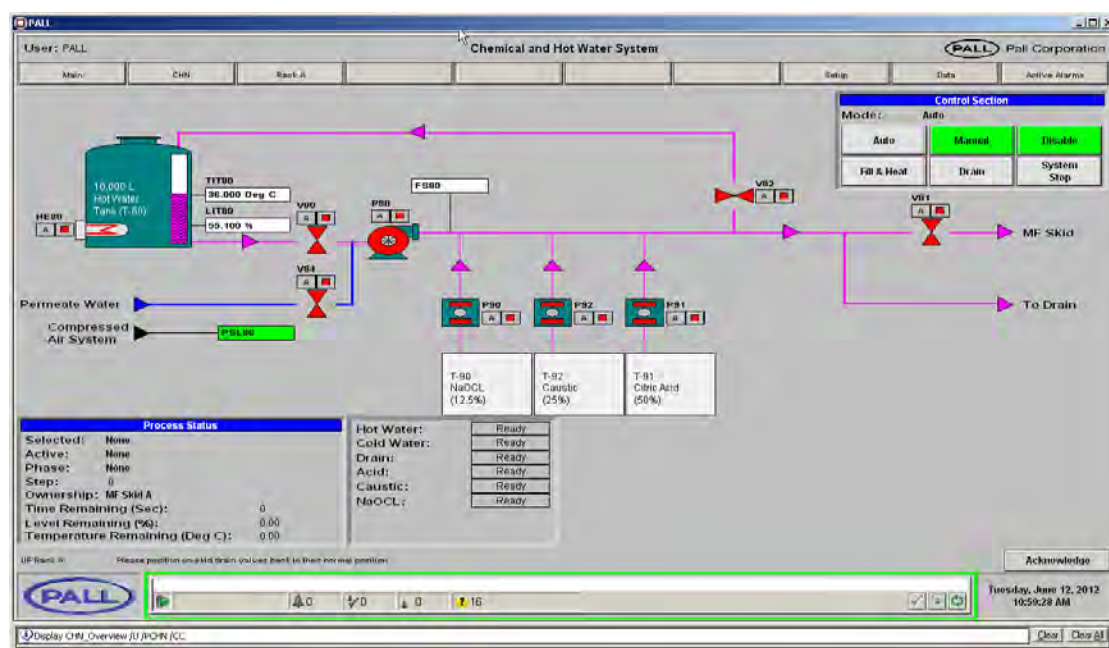 PALL
User: PALL
Chemical and Hot Water System
PALL Pall Corporation
Main
CHN
Rack A
Setup
Data
Active Alarms
Control Section
Mode: Auto
Auto
Manual
Disable
Fill & Heat
Drain
System
Stop
10,000 L
Hot Water
Tank (T-80)
TIT80
36.000 Deg C
LIT80
55.100 %
HE80
A
V80
A
P80
A
FS80
V82
A
V81
A
MF Skid
V84
A
Permeate Water
Compressed
Air System
PSL80
P90
A
P92
A
P91
A
To Drain
T-90
NaOCL
(12.5%)
T-92
Caustic
(25%)
T-91
Citric Acid
(50%)
Process Status
Selected: None
Active: None
Phase: None
Step: 0
Ownership: MF Skid A
Time Remaining (Sec): 0
Level Remaining (%): 0.00
Temperature Remaining (Deg C): 0.00
Hot Water: Ready
Cold Water: Ready
Drain: Ready
Acid: Ready
Caustic: Ready
NaOCL: Ready
Please position on skid drain valves back to their normal position
Acknowledge
PALL
0
0
0
16
Tuesday, June 12, 2012
10:59:28 AM
Display CHN_Overview /U /PCHN /CC
Clear
Clear All